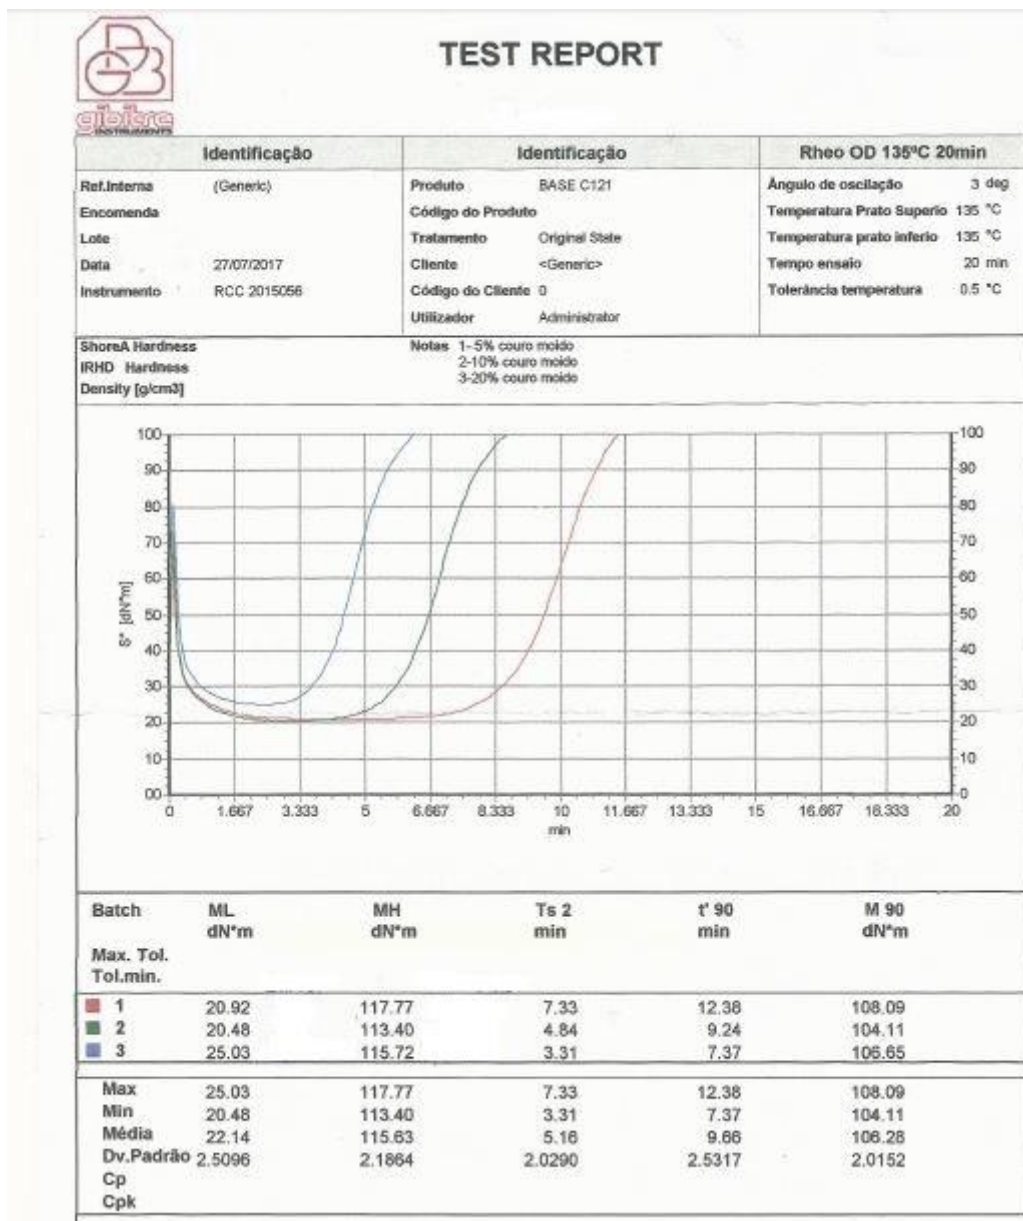 gibitre
INSTRUMENTS
TEST REPORT
Identificação Identificação Rheo OD 135ºC 20min
Ref.Interna (Generic) Produto BASE C121 Ângulo de oscilação 3 deg
Encomenda Código do Produto Temperatura Prato Superio 135 °C
Lote Tratamento Original State Temperatura prato inferio 135 °C
Data 27/07/2017 Cliente <Generic> Tempo ensaio 20 min
Instrumento RCC 2015056 Código do Cliente 0 Tolerância temperatura 0.5 °C
Utilizador Administrator
ShoreA Hardness Notas 1-5% couro moido
IRHD Hardness 2-10% couro moido
Density [g/cm3] 3-20% couro moido
100 100
90 90
80 80
70 70
60 60
S* [dN*m]
50 50
40 40
30 30
20 20
10 10
00 0
0 1.667 3.333 5 6.667 8.333 10 11.667 13.333 15 16.667 18.333 20
min
Batch ML MH Ts 2 t' 90 M 90
dN*m dN*m min min dN*m
Max. Tol.
Tol.min.
1 20.92 117.77 7.33 12.38 108.09
2 20.48 113.40 4.84 9.24 104.11
3 25.03 115.72 3.31 7.37 106.65
Max 25.03 117.77 7.33 12.38 108.09
Min 20.48 113.40 3.31 7.37 104.11
Média 22.14 115.63 5.16 9.66 106.28
Dv.Padrão 2.5096 2.1864 2.0290 2.5317 2.0152
Cp
Cpk